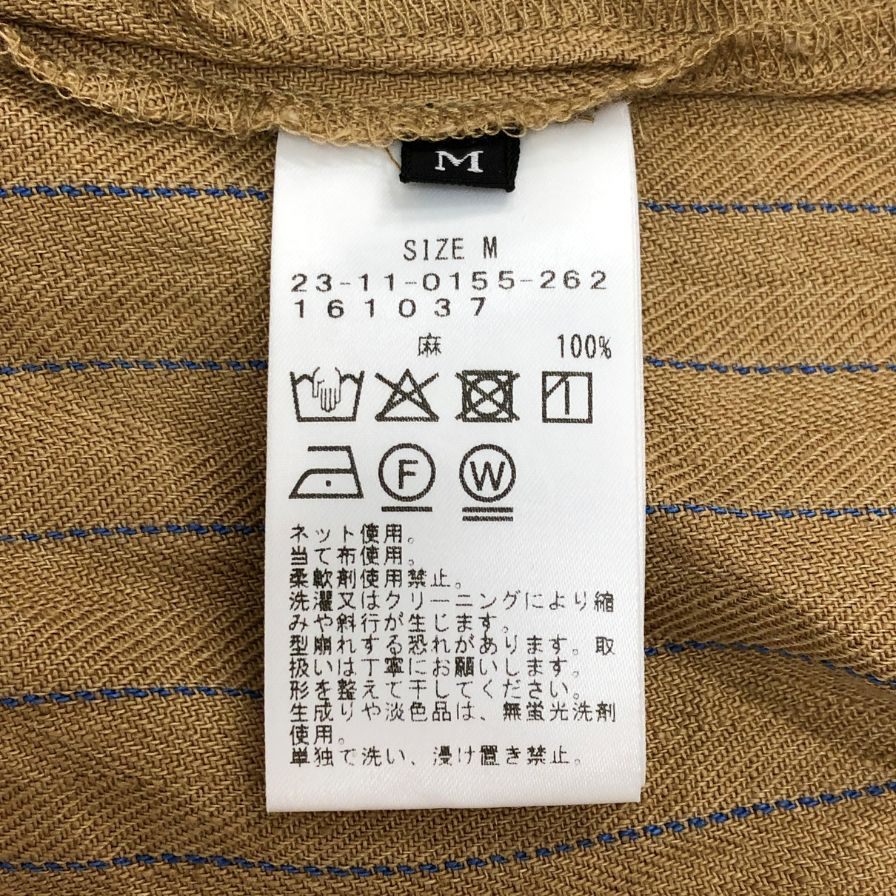 M
SIZE M
23-11-0155-262
161037
麻 100%
F W
ネット使用。
当て布使用。
柔軟剤使用禁止。
洗濯又はクリーニングにより縮
みや斜行が生じます。
型崩れする恐れがあります。取
扱いは丁寧にお願いします。
形を整えて干してください。
生成りや淡色品は、無蛍光洗剤
使用。
単独で洗い、浸け置き禁止。